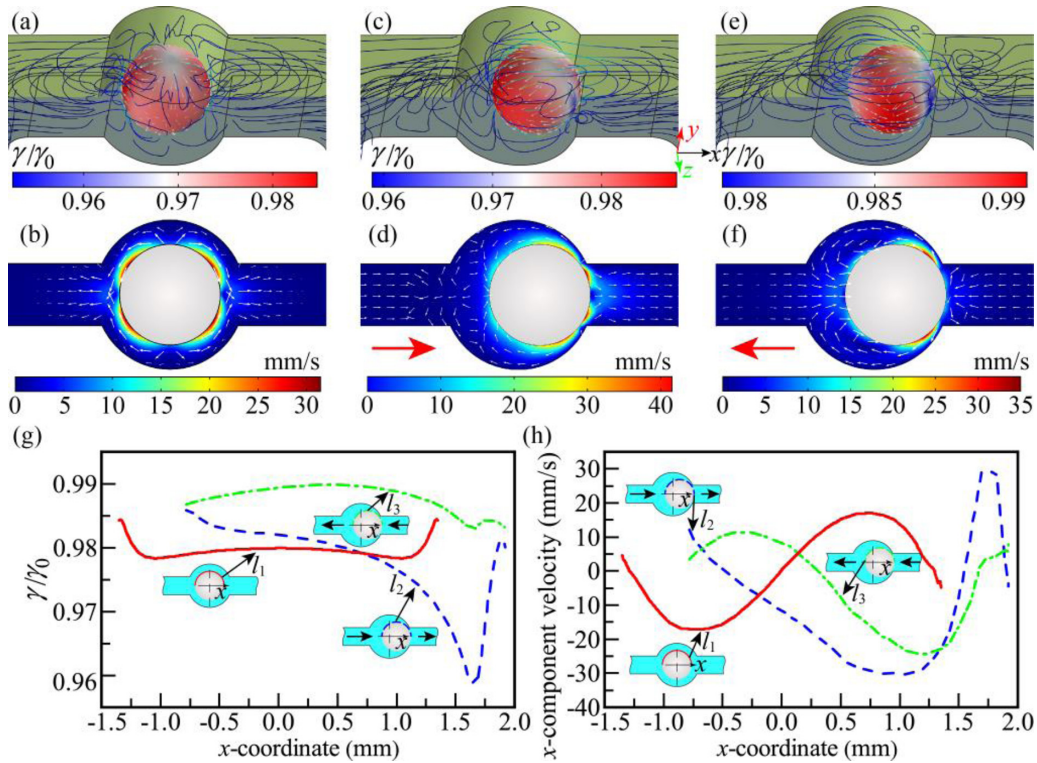 (a)
(c)
(e)
y
x
z
γ/γ₀
γ/γ₀
γ/γ₀
0.96 0.97 0.98
0.96 0.97 0.98
0.98 0.985 0.99
(b)
(d)
(f)
mm/s
mm/s
mm/s
0 5 10 15 20 25 30
0 10 20 30 40
0 5 10 15 20 25 30 35
(g)
γ/γ₀
0.99
0.98
0.97
0.96
l₃
x
l₁
x
l₂
x
-1.5 -1.0 -0.5 0.0 0.5 1.0 1.5 2.0
x-coordinate (mm)
(h)
x-component velocity (mm/s)
30
20
10
0
-10
-20
-30
-40
x
l₂
x
l₃
l₁
x
-1.5 -1.0 -0.5 0.0 0.5 1.0 1.5 2.0
x-coordinate (mm)